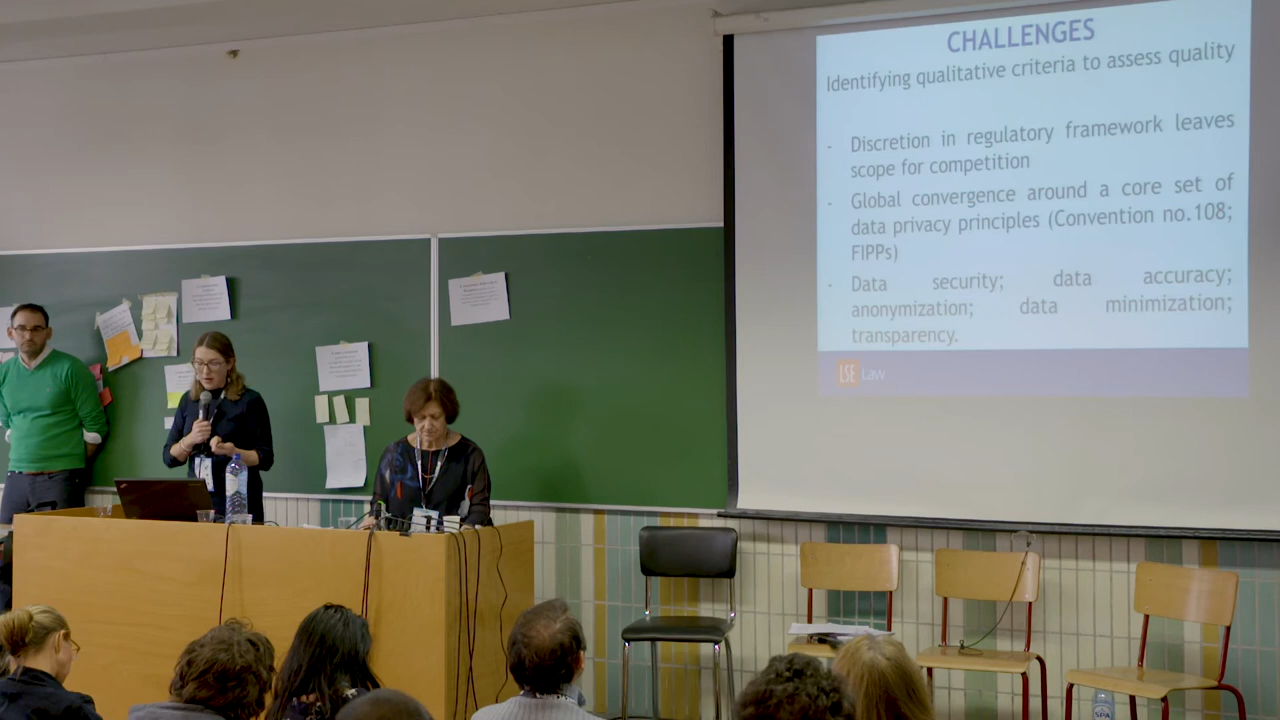 CHALLENGES
Identifying qualitative criteria to assess quality
- Discretion in regulatory framework leaves
scope for competition
- Global convergence around a core set of
data privacy principles (Convention no.108;
FIPPs)
- Data security; data accuracy;
anonymization; data minimization;
transparency.
LSE Law
SPA